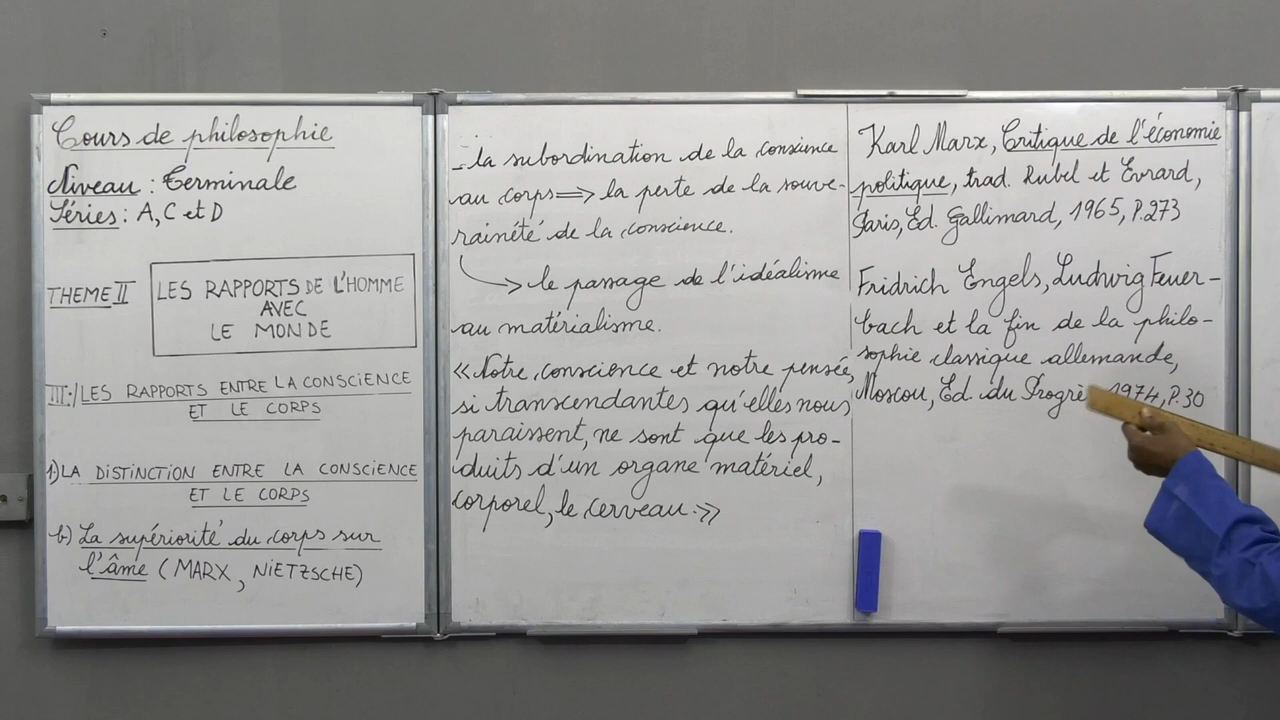 Cours de philosophie
Niveau : Terminale
Séries : A, C et D
THEME II
LES RAPPORTS DE L'HOMME
AVEC
LE MONDE
III:/ LES RAPPORTS ENTRE LA CONSCIENCE
ET LE CORPS
1) LA DISTINCTION ENTRE LA CONSCIENCE
ET LE CORPS
b) La supériorité du corps sur
l'âme (MARX, NIETZSCHE)
- la subordination de la conscience
au corps ⟹ la perte de la souve-
raineté de la conscience.
→ le passage de l'idéalisme
au matérialisme.
« Notre conscience et notre pensée,
si transcendantes qu'elles nous
paraissent, ne sont que les pro-
duits d'un organe matériel,
corporel, le cerveau. »
Karl Marx, Critique de l'économie
politique, trad. Rubel et Evrard,
Paris, Ed. Gallimard, 1965, P.273
Fridrich Engels, Ludwig Feuer-
bach et la fin de la philo-
sophie classique allemande,
Moscou, Ed. du Progrès 1974, P.30